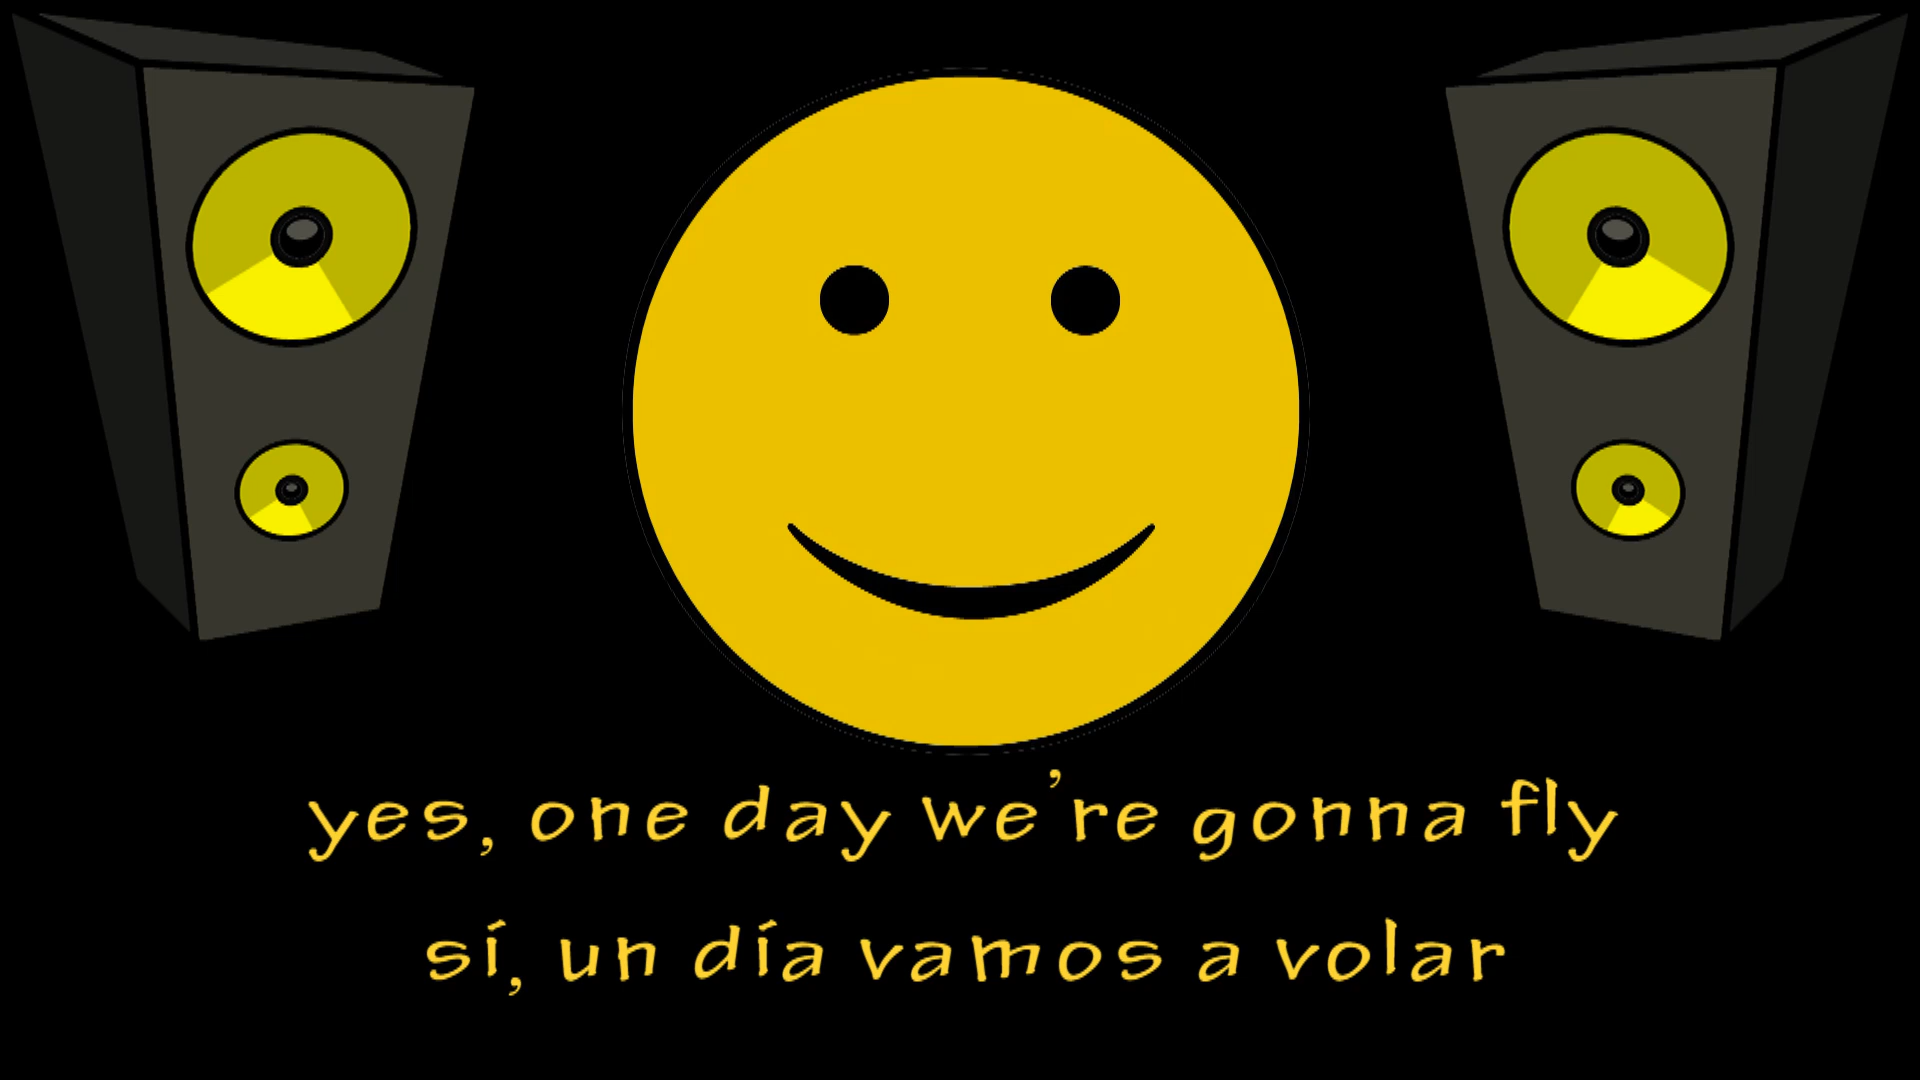 yes, one day we're gonna fly
sí, un día vamos a volar